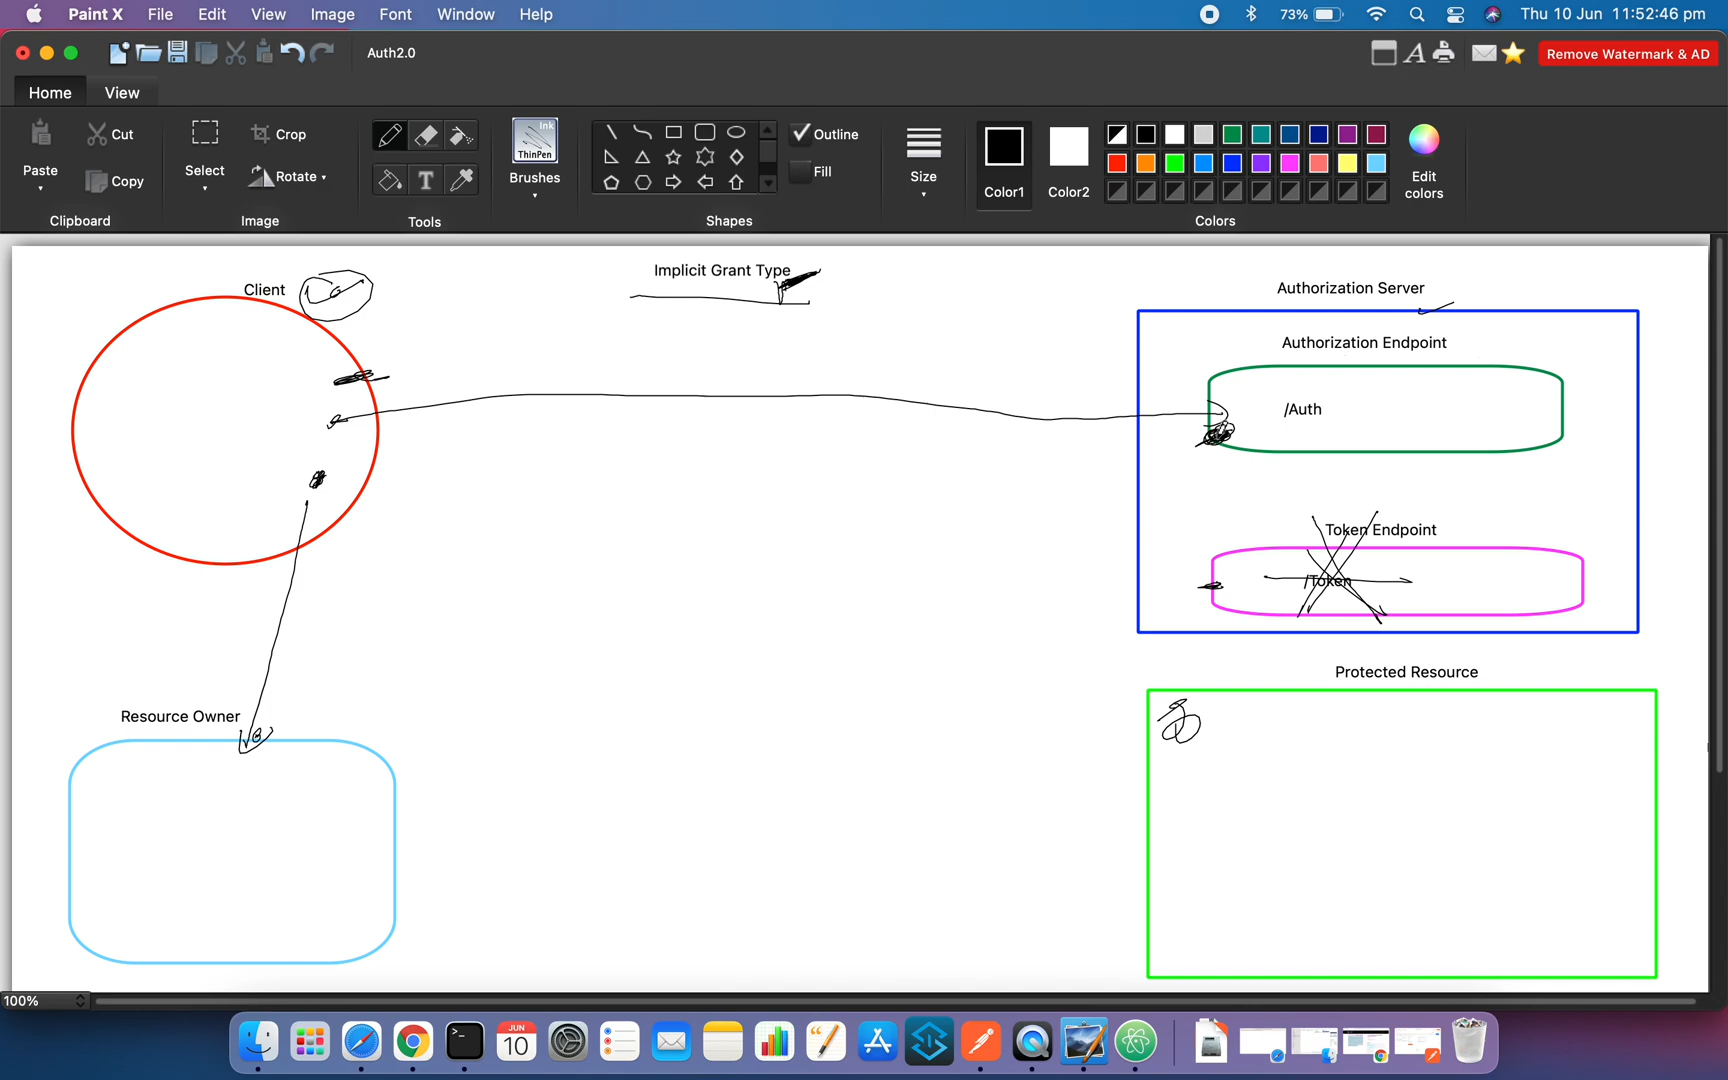 Paint X File Edit View Image Font Window Help 73% Thu 10 Jun 11:52:46 pm
Auth2.0 A Remove Watermark & AD
Home View
Paste Cut Copy Clipboard
Select Crop Rotate Image
T Tools
Ink ThinPen Brushes
Outline Fill Shapes
Size
Color1 Color2
Edit colors
Colors
Implicit Grant Type
Client
Authorization Server
Authorization Endpoint
/Auth
Token Endpoint
/Token
Protected Resource
Resource Owner
100%
JUN
10